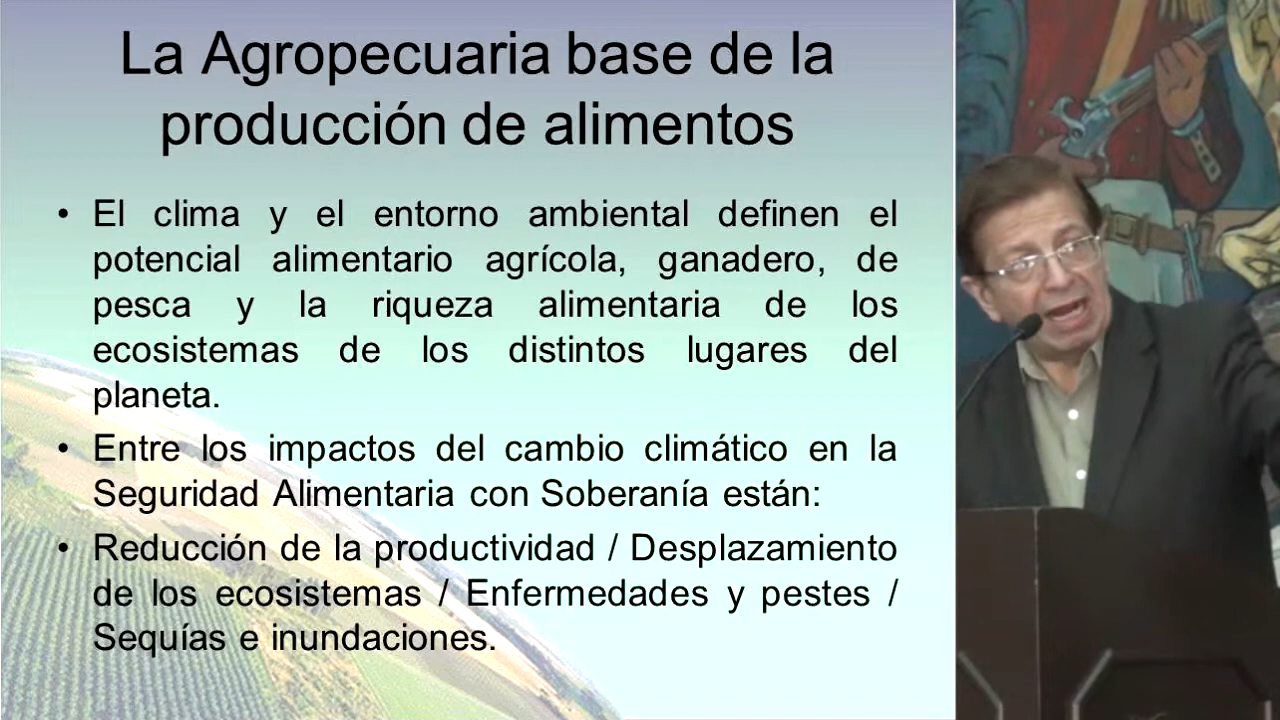 La Agropecuaria base de la
producción de alimentos
• El clima y el entorno ambiental definen el
potencial alimentario agrícola, ganadero, de
pesca y la riqueza alimentaria de los
ecosistemas de los distintos lugares del
planeta.
• Entre los impactos del cambio climático en la
Seguridad Alimentaria con Soberanía están:
• Reducción de la productividad / Desplazamiento
de los ecosistemas / Enfermedades y pestes /
Sequías e inundaciones.